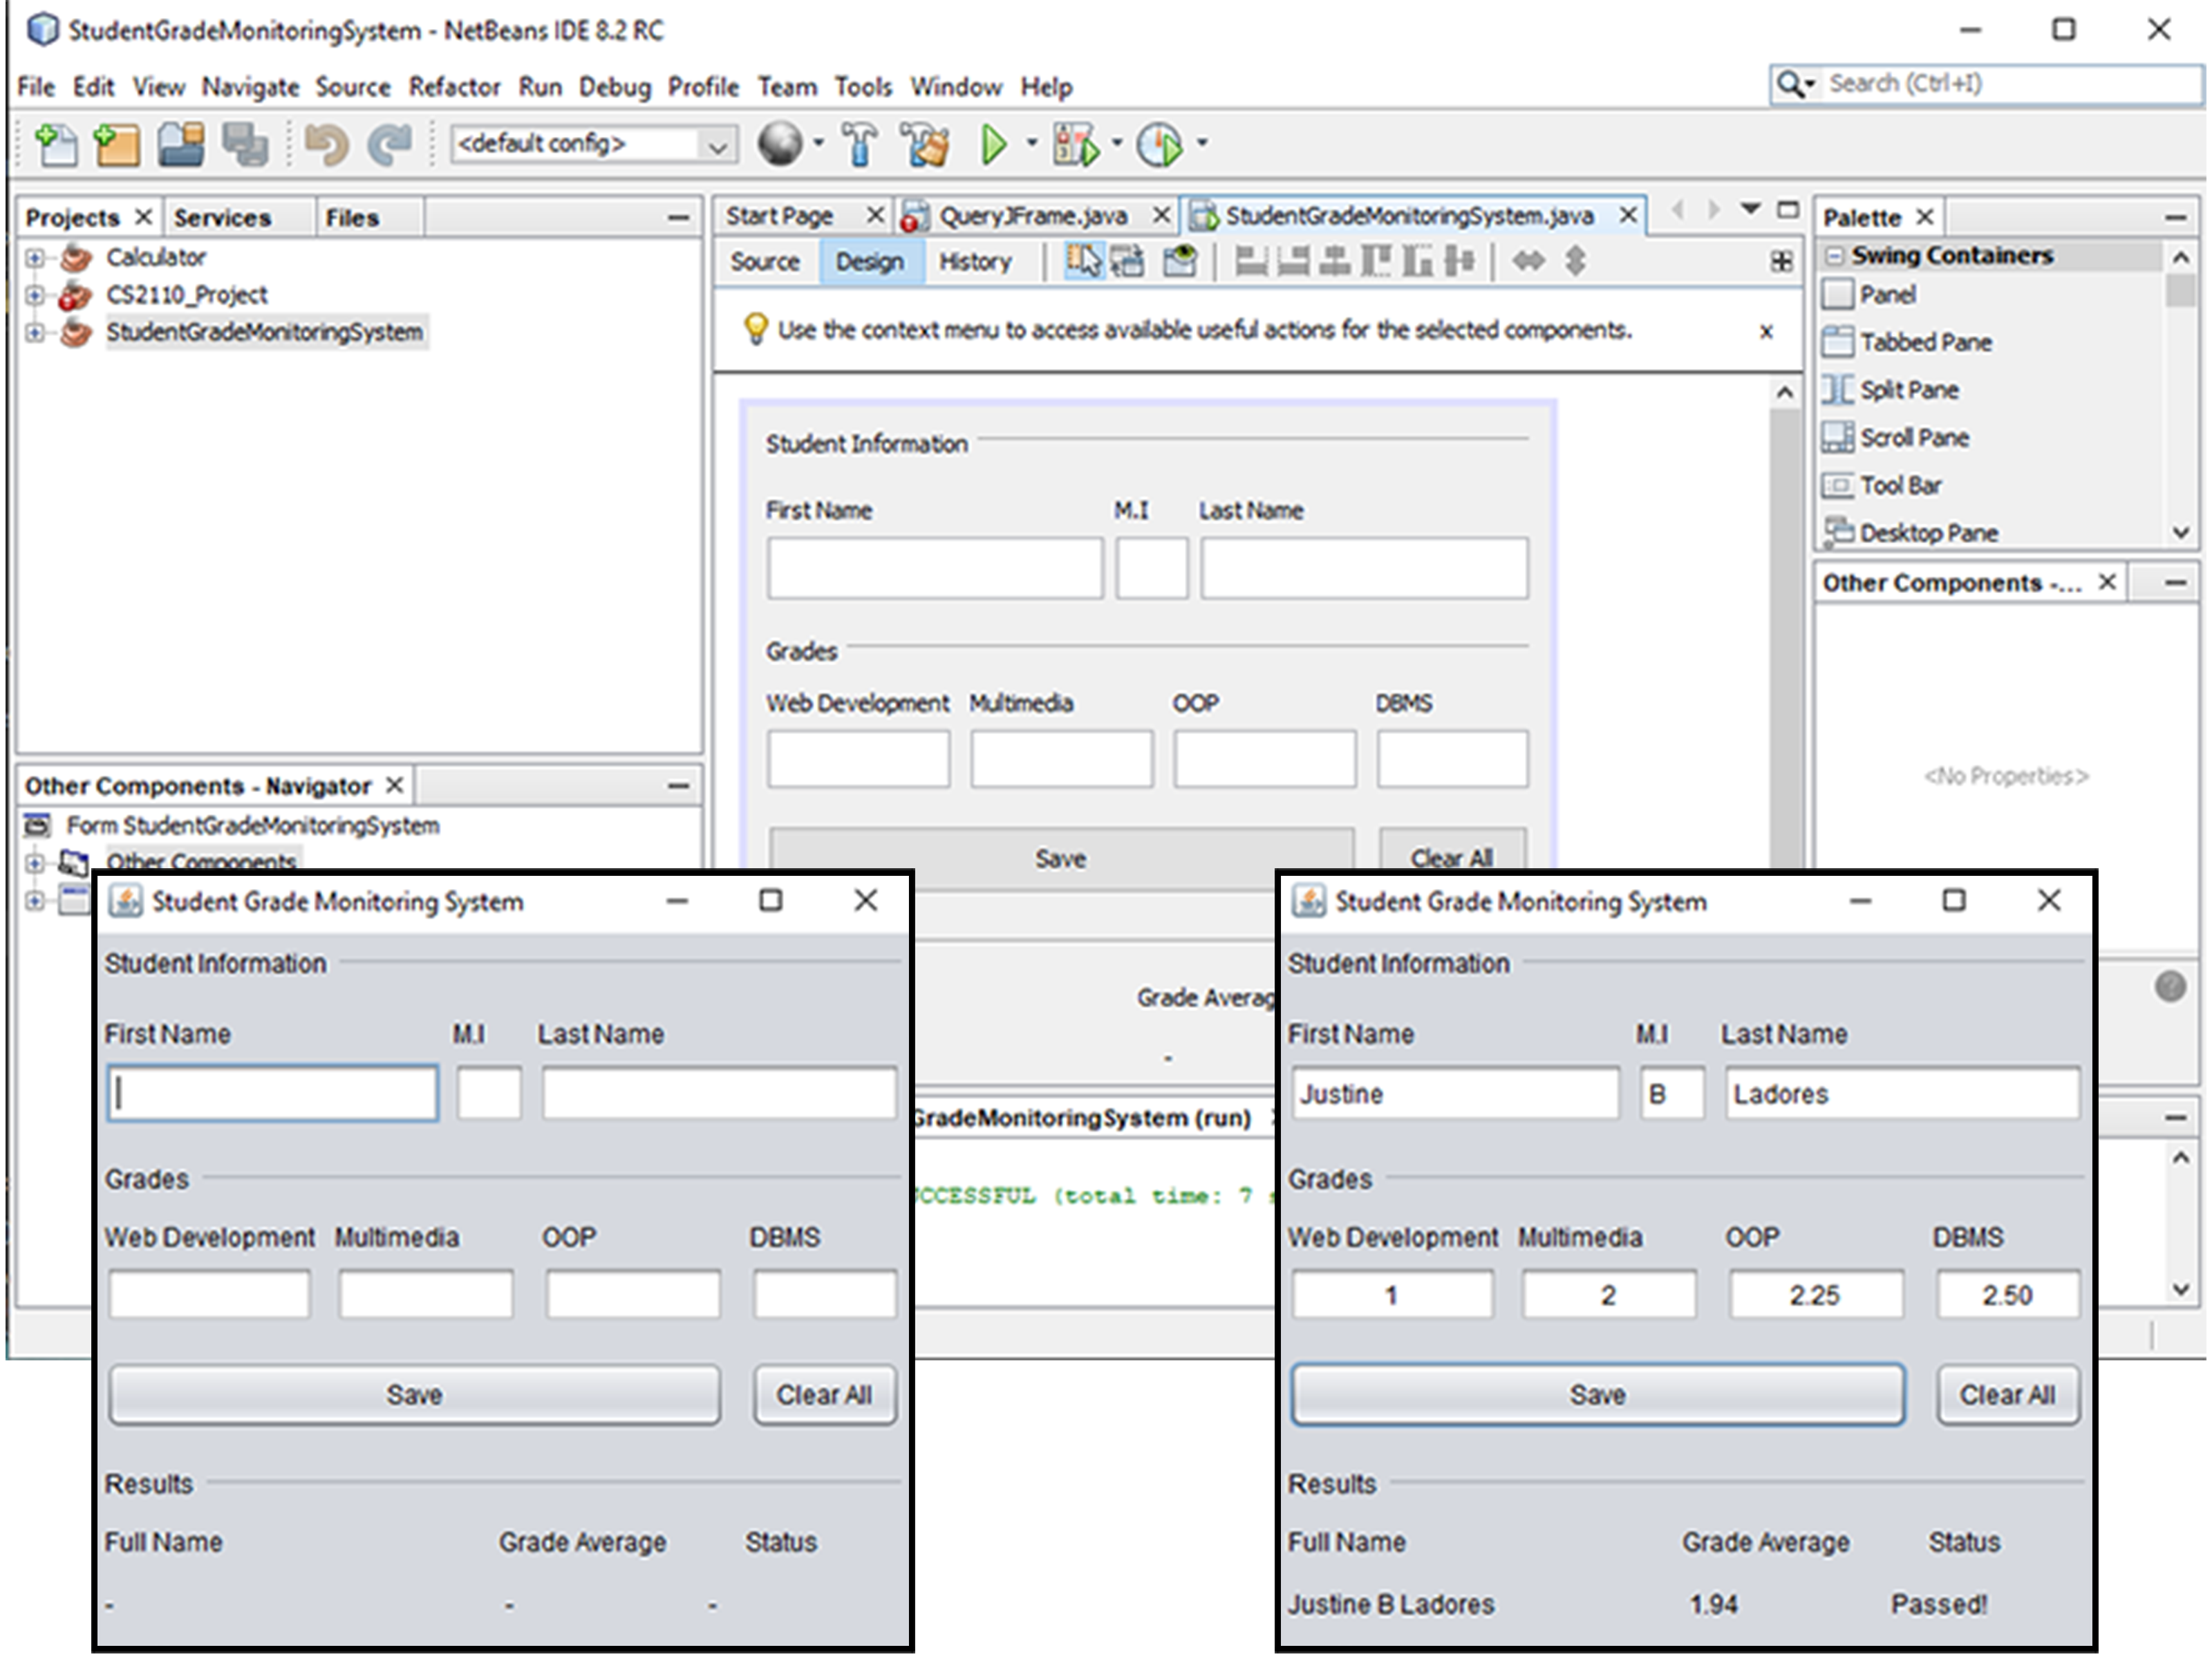 StudentGradeMonitoringSystem - NetBeans IDE 8.2 RC
File Edit View Navigate Source Refactor Run Debug Profile Team Tools Window Help
Search (Ctrl+I)
<default config>
Projects Services Files
Calculator
CS2110_Project
StudentGradeMonitoringSystem
Start Page QueryJFrame.java StudentGradeMonitoringSystem.java
Source Design History
Use the context menu to access available useful actions for the selected components. x
Student Information
First Name M.I Last Name
Grades
Web Development Multimedia OOP DBMS
Save Clear All
Palette
Swing Containers
Panel
Tabbed Pane
Split Pane
Scroll Pane
Tool Bar
Desktop Pane
Other Components -...
<No Properties>
Other Components - Navigator
Form StudentGradeMonitoringSystem
Other Components
Grade Averag
-
GradeMonitoringSystem (run)
CCESSFUL (total time: 7
Student Grade Monitoring System
Student Information
First Name M.I Last Name
Grades
Web Development Multimedia OOP DBMS
Save Clear All
Results
Full Name Grade Average Status
- - -
Student Grade Monitoring System
Student Information
First Name M.I Last Name
Justine B Ladores
Grades
Web Development Multimedia OOP DBMS
1 2 2.25 2.50
Save Clear All
Results
Full Name Grade Average Status
Justine B Ladores 1.94 Passed!